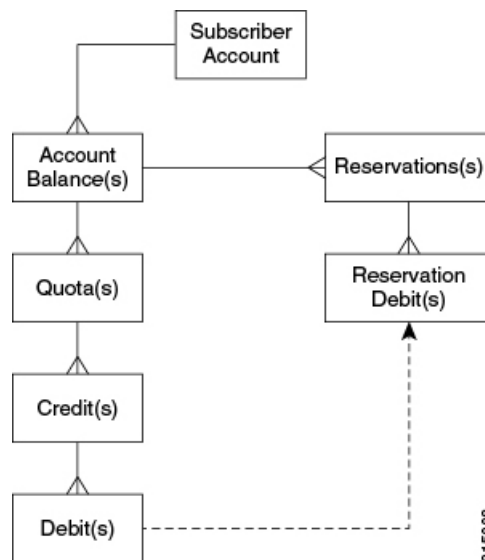 Subscriber
Account
Account
Balance(s)
Reservations(s)
Quota(s)
Reservation
Debit(s)
Credit(s)
Debit(s)